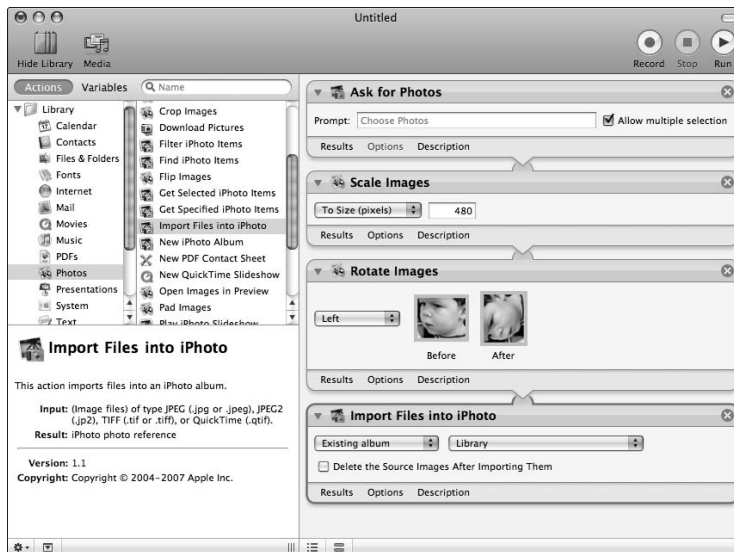 Untitled
Hide Library
Media
Record
Stop
Run
Actions
Variables
Name
Library
Calendar
Contacts
Files & Folders
Fonts
Internet
Mail
Movies
Music
PDFs
Photos
Presentations
System
Text
Crop Images
Download Pictures
Filter iPhoto Items
Find iPhoto Items
Flip Images
Get Selected iPhoto Items
Get Specified iPhoto Items
Import Files into iPhoto
New iPhoto Album
New PDF Contact Sheet
New QuickTime Slideshow
Open Images in Preview
Pad Images
Play iPhoto Slideshow
Import Files into iPhoto
This action imports files into an iPhoto album.
Input: (Image files) of type JPEG (.jpg or .jpeg), JPEG2
(.jp2), TIFF (.tif or .tiff), or QuickTime (.qtif).
Result: iPhoto photo reference
Version: 1.1
Copyright: Copyright © 2004-2007 Apple Inc.
Ask for Photos
Prompt: Choose Photos
Allow multiple selection
Results Options Description
Scale Images
To Size (pixels) 480
Results Options Description
Rotate Images
Left
Before After
Results Options Description
Import Files into iPhoto
Existing album
Library
Delete the Source Images After Importing Them
Results Options Description